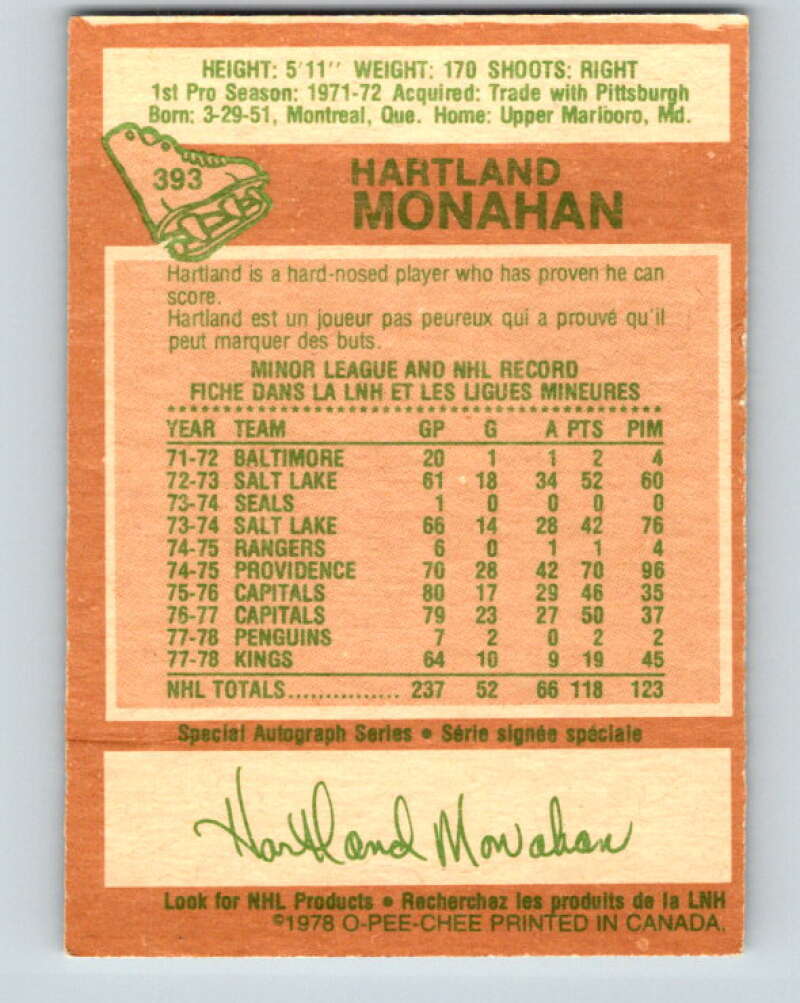 HEIGHT: 5'11" WEIGHT: 170 SHOOTS: RIGHT
1st Pro Season: 1971-72 Acquired: Trade with Pittsburgh
Born: 3-29-51, Montreal, Que. Home: Upper Marlboro, Md.
393
HARTLAND
MONAHAN
Hartland is a hard-nosed player who has proven he can
score.
Hartland est un joueur pas peureux qui a prouvé qu'il
peut marquer des buts.
MINOR LEAGUE AND NHL RECORD
FICHE DANS LA LNH ET LES LIGUES MINEURES
YEAR TEAM GP G A PTS PIM
71-72 BALTIMORE 20 1 1 2 4
72-73 SALT LAKE 61 18 34 52 60
73-74 SEALS 1 0 0 0 0
73-74 SALT LAKE 66 14 28 42 76
74-75 RANGERS 6 0 1 1 4
74-75 PROVIDENCE 70 28 42 70 96
75-76 CAPITALS 80 17 29 46 35
76-77 CAPITALS 79 23 27 50 37
77-78 PENGUINS 7 2 0 2 2
77-78 KINGS 64 10 9 19 45
NHL TOTALS............... 237 52 66 118 123
Special Autograph Series • Série signée spéciale
Hartland Monahan
Look for NHL Products • Recherchez les produits de la LNH
©1978 O-PEE-CHEE PRINTED IN CANADA.